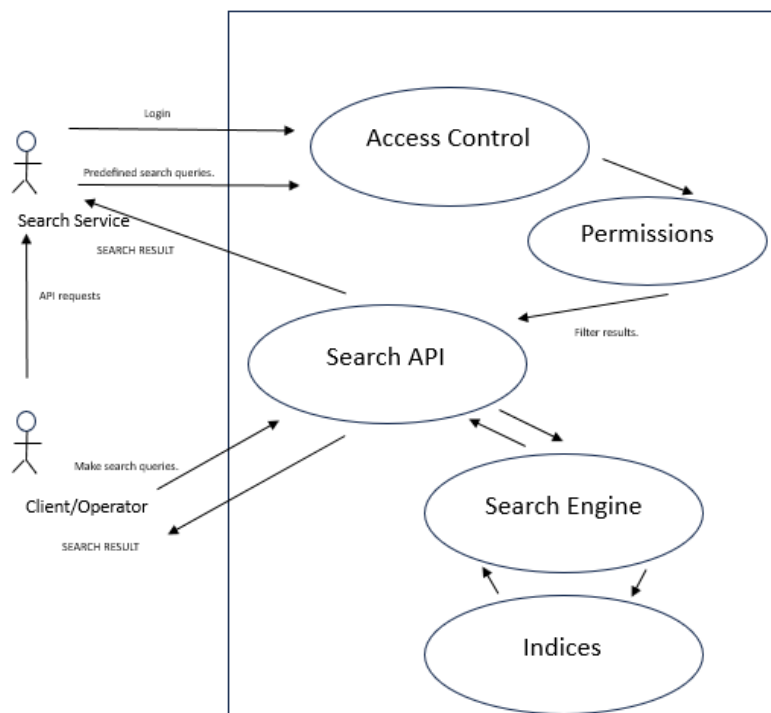 Login
Access Control
Predefined search queries.
Permissions
Search Service
SEARCH RESULT
API requests
Filter results.
Search API
Make search queries.
Client/Operator
Search Engine
SEARCH RESULT
Indices